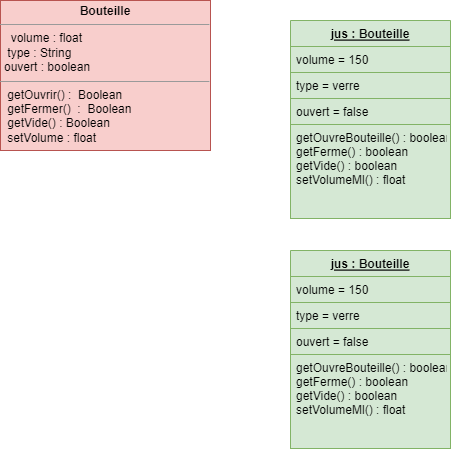 Bouteille
volume : float
type : String
ouvert : boolean
getOuvrir() : Boolean
getFermer() : Boolean
getVide() : Boolean
setVolume : float
jus : Bouteille
volume = 150
type = verre
ouvert = false
getOuvreBouteille() : boolea
getFerme() : boolean
getVide() : boolean
setVolumeMl() : float
jus : Bouteille
volume = 150
type = verre
ouvert = false
getOuvreBouteille() : boolea
getFerme() : boolean
getVide() : boolean
setVolumeMl() : float